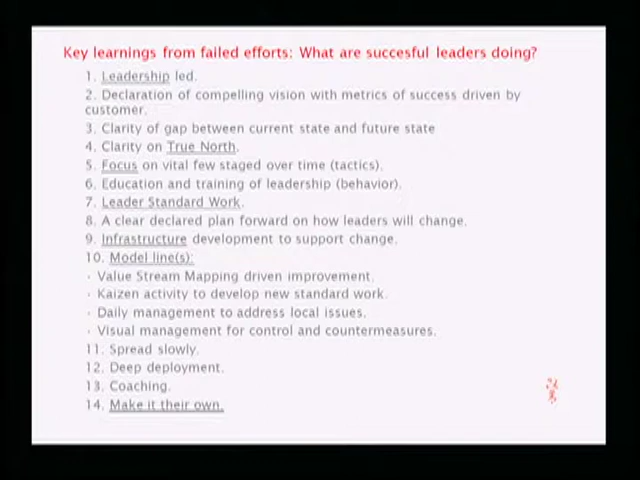 Key learnings from failed efforts: What are succesful leaders doing?
1. Leadership led.
2. Declaration of compelling vision with metrics of success driven by
customer.
3. Clarity of gap between current state and future state
4. Clarity on True North.
5. Focus on vital few staged over time (tactics).
6. Education and training of leadership (behavior).
7. Leader Standard Work.
8. A clear declared plan forward on how leaders will change.
9. Infrastructure development to support change.
10. Model line(s):
· Value Stream Mapping driven improvement.
· Kaizen activity to develop new standard work.
· Daily management to address local issues.
· Visual management for control and countermeasures.
11. Spread slowly.
12. Deep deployment.
13. Coaching.
14. Make it their own.